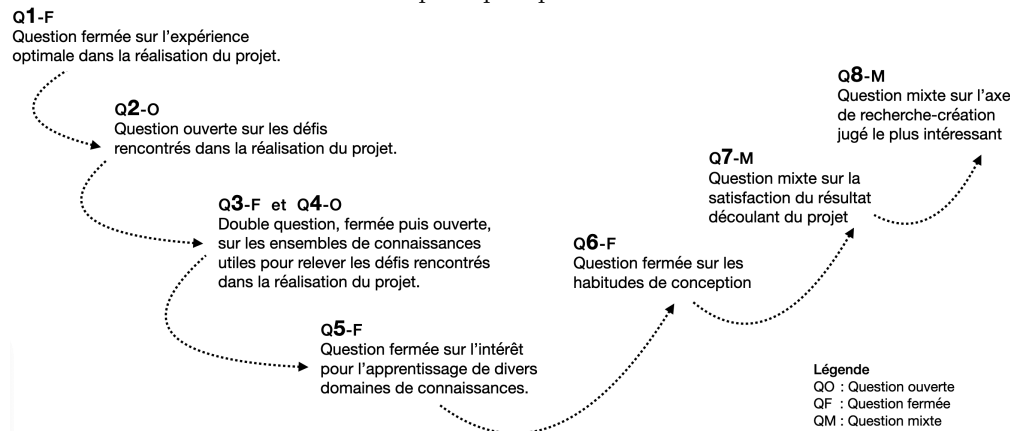 Q1-F
Question fermée sur l'expérience
optimale dans la réalisation du projet.
Q2-O
Question ouverte sur les défis
rencontrés dans la réalisation du projet.
Q3-F et Q4-O
Double question, fermée puis ouverte,
sur les ensembles de connaissances
utiles pour relever les défis rencontrés
dans la réalisation du projet.
Q5-F
Question fermée sur l'intérêt
pour l'apprentissage de divers
domaines de connaissances.
Q6-F
Question fermée sur les
habitudes de conception
Q7-M
Question mixte sur la
satisfaction du résultat
découlant du projet
Q8-M
Question mixte sur l'axe
de recherche-création
jugé le plus intéressant
Légende
QO : Question ouverte
QF : Question fermée
QM : Question mixte